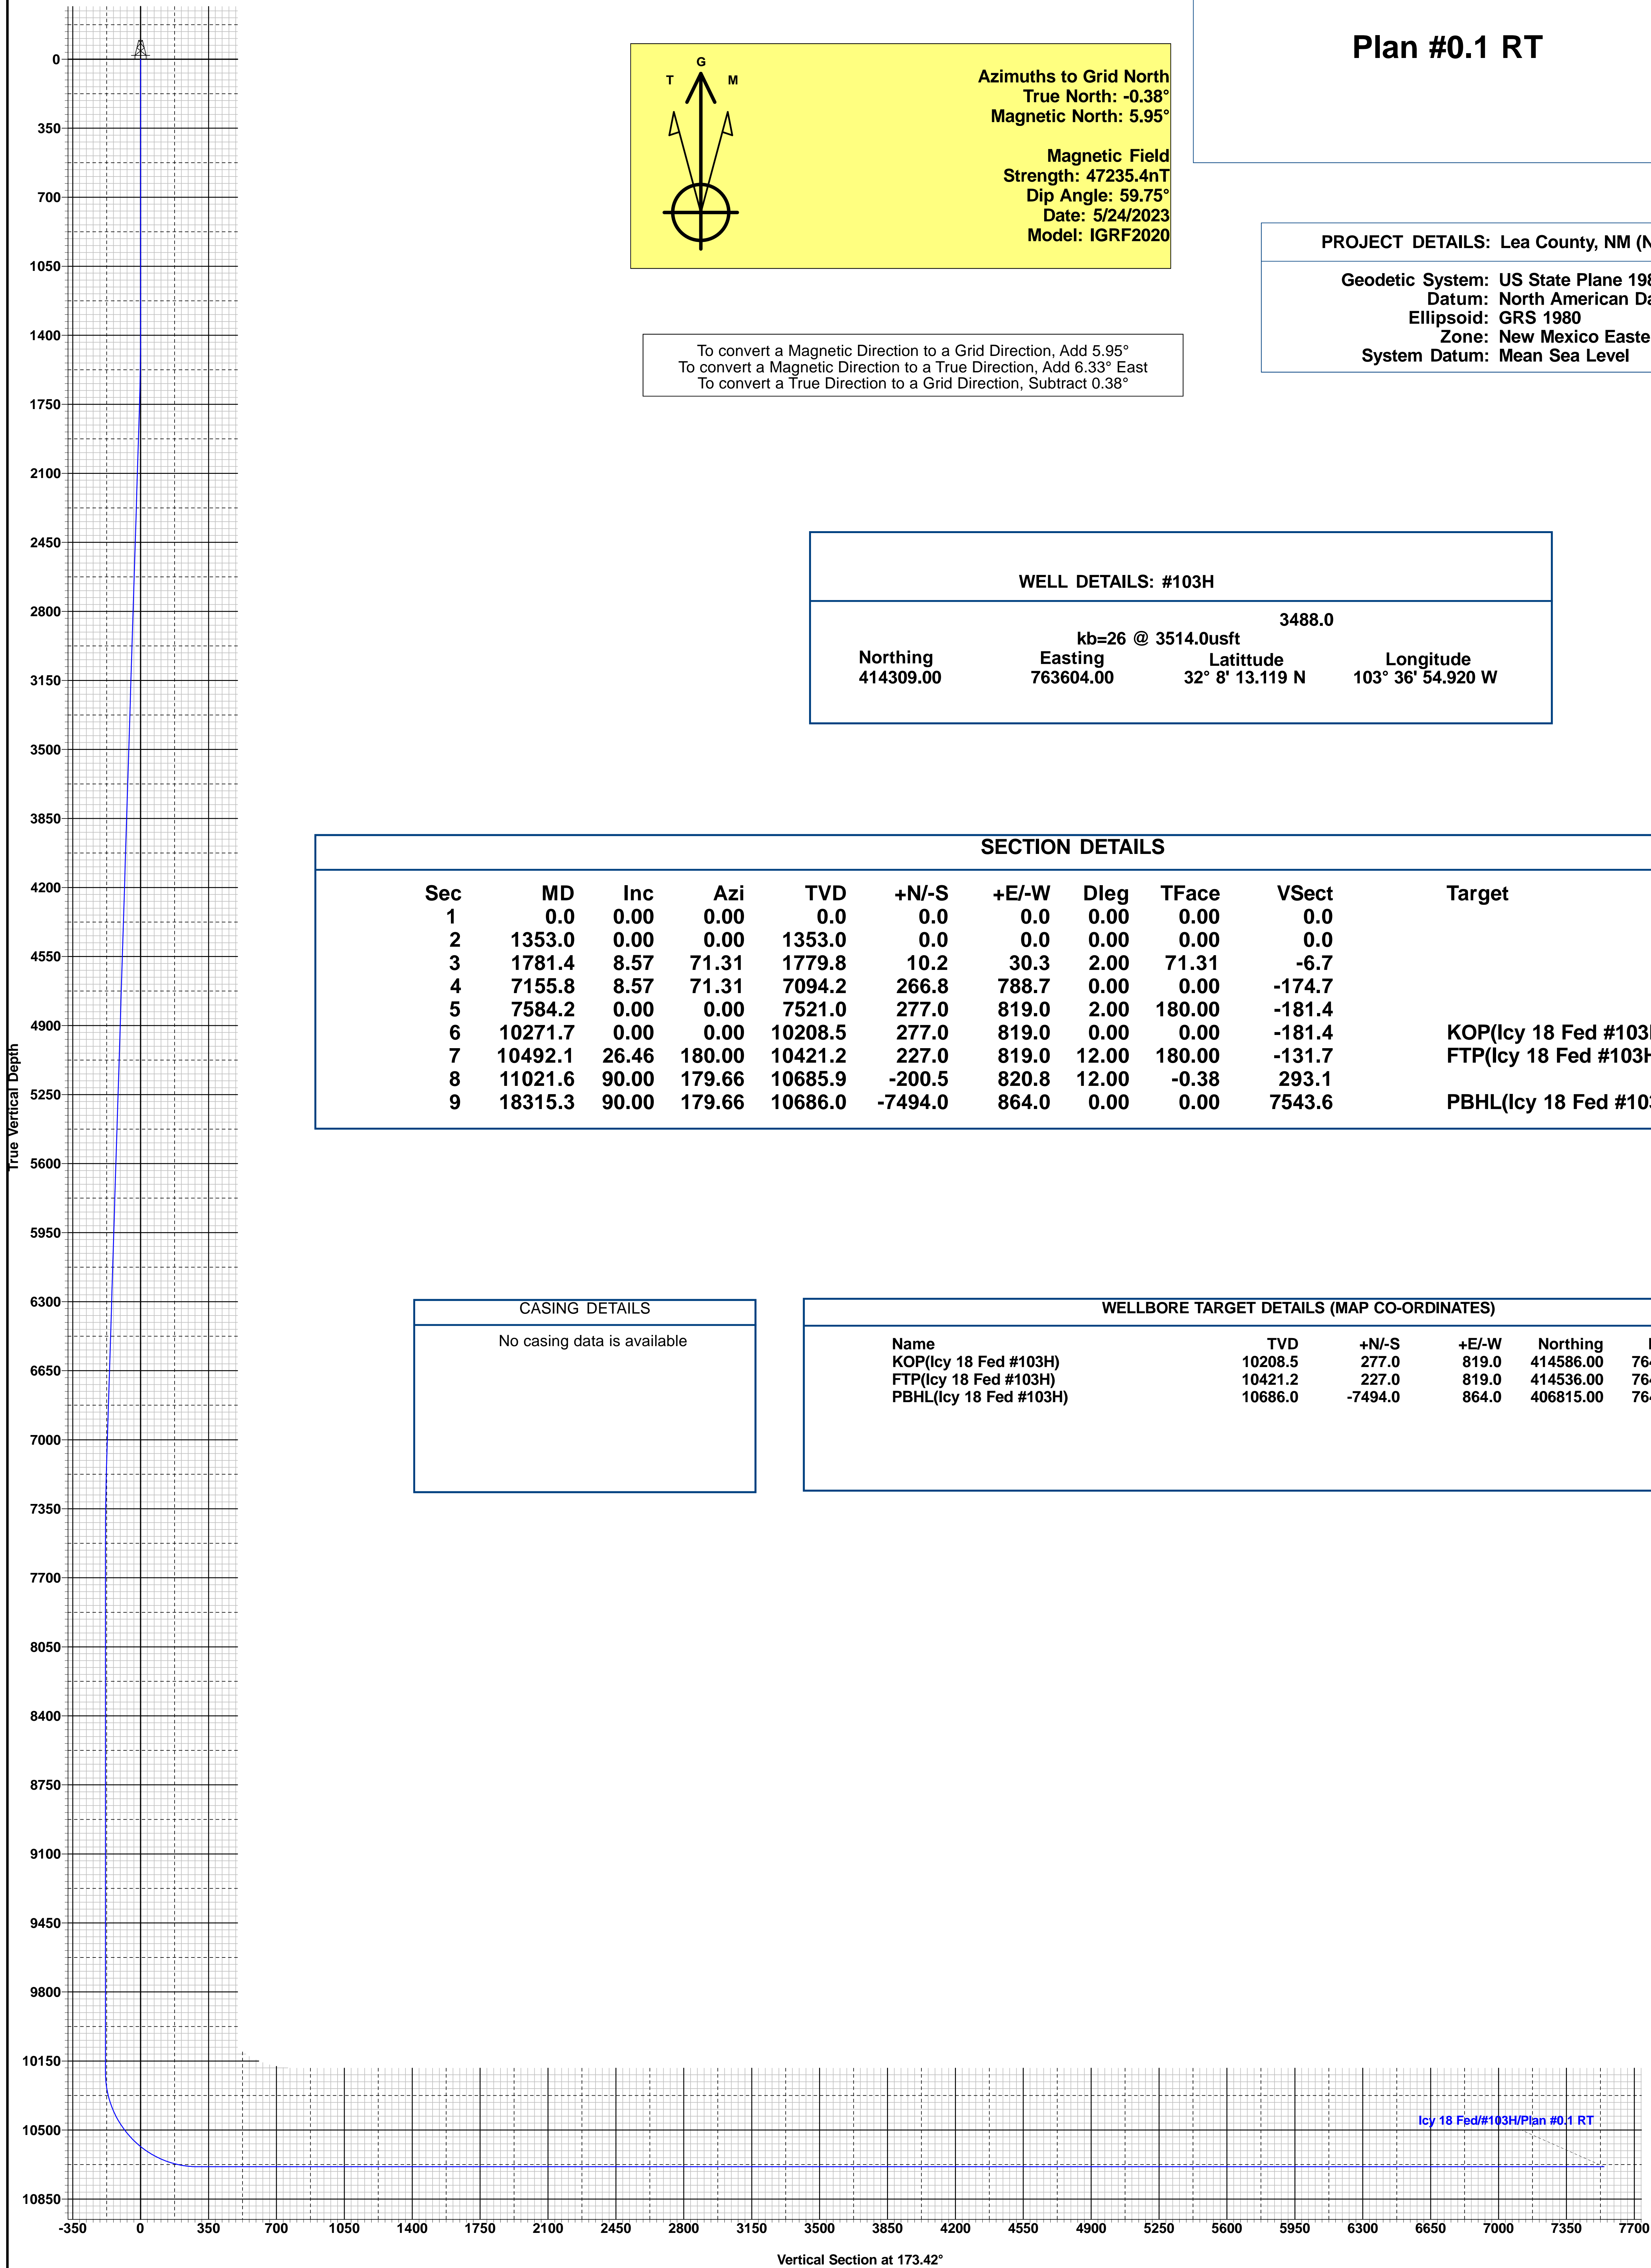 Plan #0.1 RT
G
T M
Azimuths to Grid North
True North: -0.38°
Magnetic North: 5.95°
Magnetic Field
Strength: 47235.4nT
Dip Angle: 59.75°
Date: 5/24/2023
Model: IGRF2020
PROJECT DETAILS: Lea County, NM (N
Geodetic System: US State Plane 198
Datum: North American Da
Ellipsoid: GRS 1980
Zone: New Mexico Easte
System Datum: Mean Sea Level
To convert a Magnetic Direction to a Grid Direction, Add 5.95°
To convert a Magnetic Direction to a True Direction, Add 6.33° East
To convert a True Direction to a Grid Direction, Subtract 0.38°
WELL DETAILS: #103H
3488.0
kb=26 @ 3514.0usft
Northing Easting Latittude Longitude
414309.00 763604.00 32° 8' 13.119 N 103° 36' 54.920 W
SECTION DETAILS
Sec MD Inc Azi TVD +N/-S +E/-W Dleg TFace VSect Target
1 0.0 0.00 0.00 0.0 0.0 0.0 0.00 0.00 0.0
2 1353.0 0.00 0.00 1353.0 0.0 0.0 0.00 0.00 0.0
3 1781.4 8.57 71.31 1779.8 10.2 30.3 2.00 71.31 -6.7
4 7155.8 8.57 71.31 7094.2 266.8 788.7 0.00 0.00 -174.7
5 7584.2 0.00 0.00 7521.0 277.0 819.0 2.00 180.00 -181.4
6 10271.7 0.00 0.00 10208.5 277.0 819.0 0.00 0.00 -181.4 KOP(Icy 18 Fed #103
7 10492.1 26.46 180.00 10421.2 227.0 819.0 12.00 180.00 -131.7 FTP(Icy 18 Fed #103H
8 11021.6 90.00 179.66 10685.9 -200.5 820.8 12.00 -0.38 293.1
9 18315.3 90.00 179.66 10686.0 -7494.0 864.0 0.00 0.00 7543.6 PBHL(Icy 18 Fed #10
CASING DETAILS
No casing data is available
WELLBORE TARGET DETAILS (MAP CO-ORDINATES)
Name TVD +N/-S +E/-W Northing
KOP(Icy 18 Fed #103H) 10208.5 277.0 819.0 414586.00 76
FTP(Icy 18 Fed #103H) 10421.2 227.0 819.0 414536.00 76
PBHL(Icy 18 Fed #103H) 10686.0 -7494.0 864.0 406815.00 76
True Vertical Depth
0
350
700
1050
1400
1750
2100
2450
2800
3150
3500
3850
4200
4550
4900
5250
5600
5950
6300
6650
7000
7350
7700
8050
8400
8750
9100
9450
9800
10150
10500
10850
Icy 18 Fed/#103H/Plan #0.1 RT
-350 0 350 700 1050 1400 1750 2100 2450 2800 3150 3500 3850 4200 4550 4900 5250 5600 5950 6300 6650 7000 7350 7700
Vertical Section at 173.42°